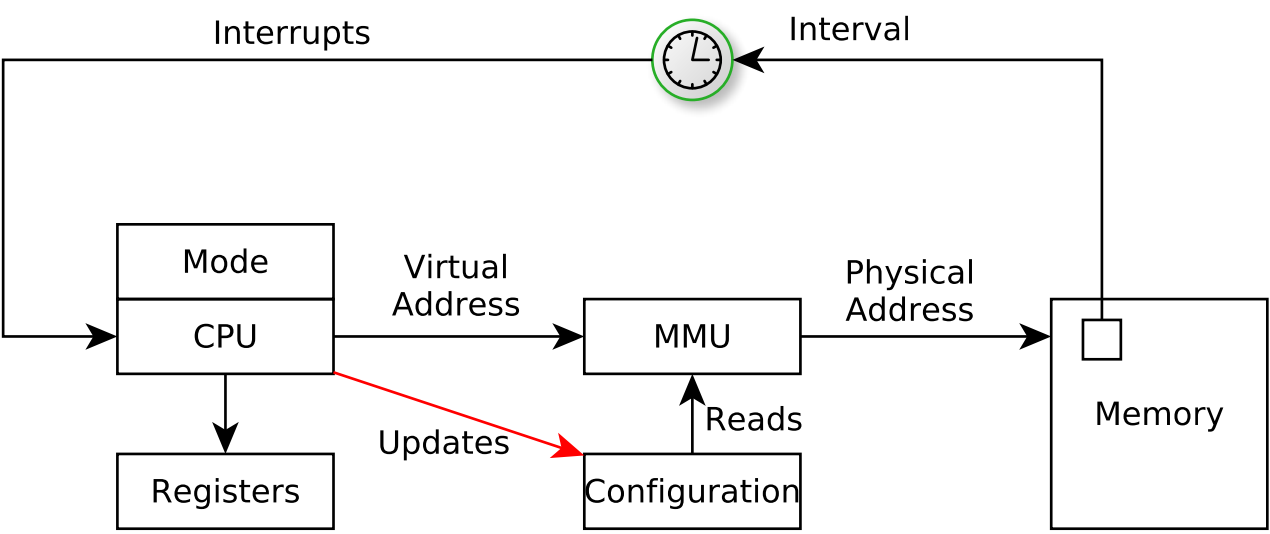 Interrupts
Interval
Mode
CPU
Virtual
Address
MMU
Physical
Address
Memory
Updates
Reads
Registers
Configuration